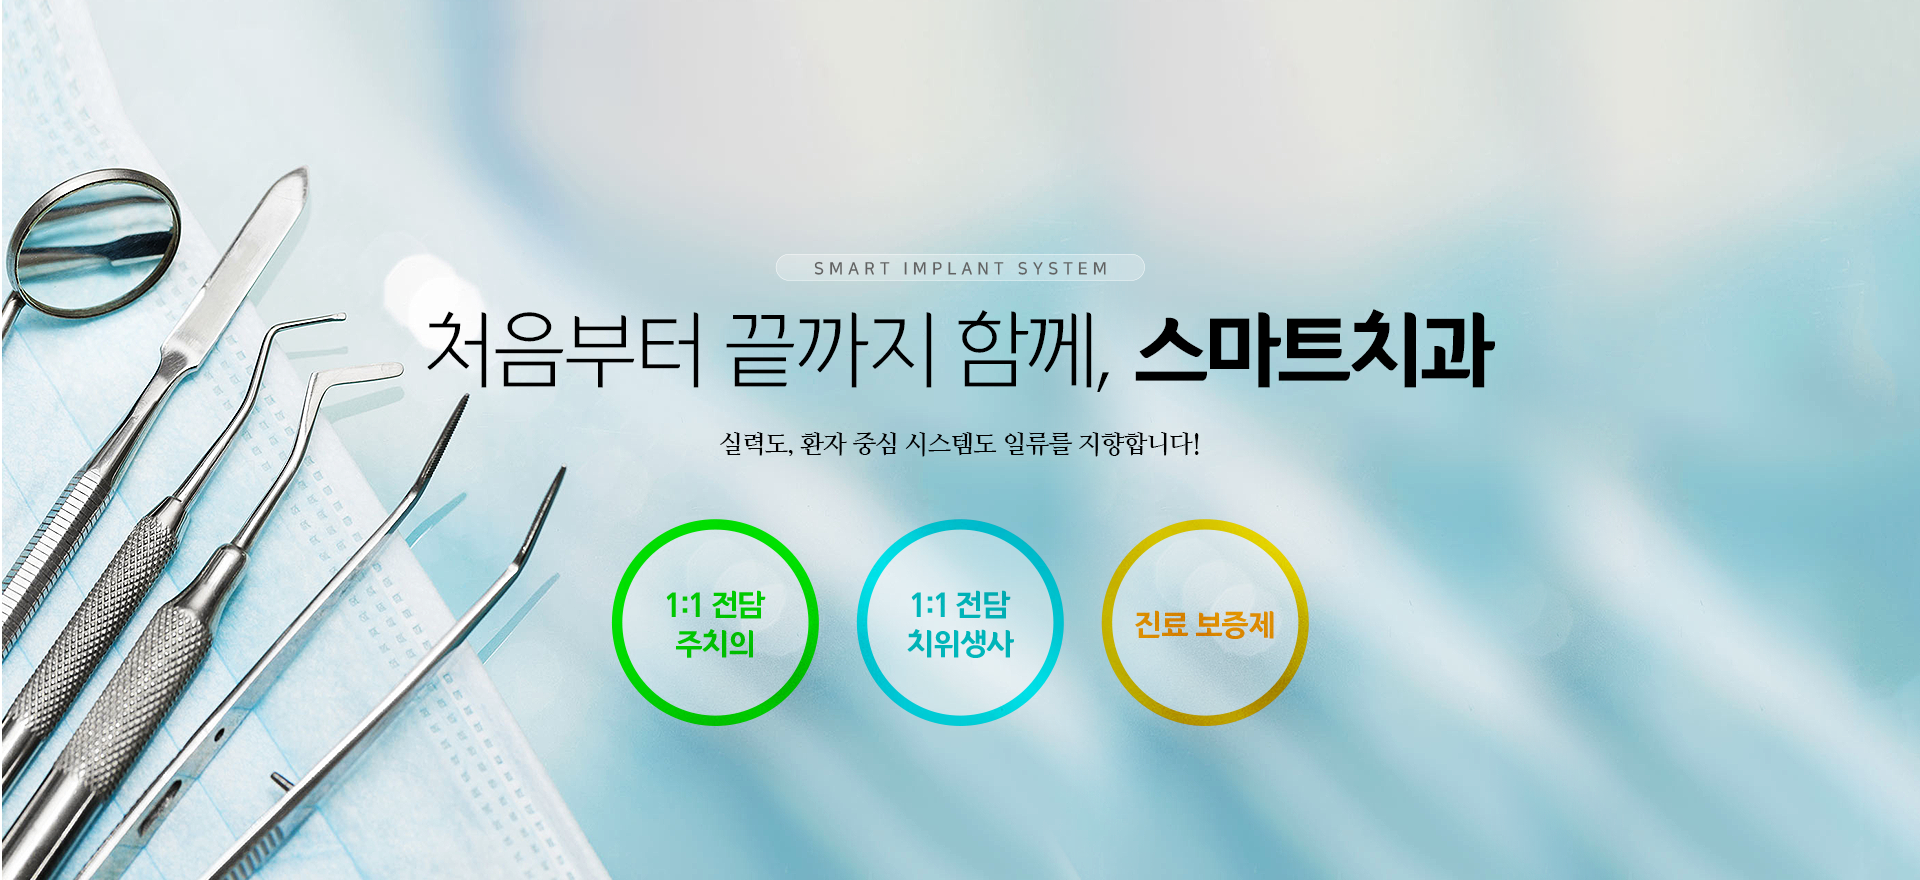 SMART IMPLANT SYSTEM
처음부터 끝까지 함께, 스마트치과
실력도, 환자 중심 시스템도 일류를 지향합니다!
1:1 전담
주치의
1:1 전담
치위생사
진료 보증제